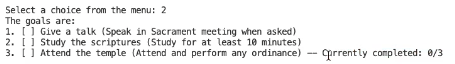 Select a choice from the menu: 2
The goals are:
1. [ ] Give a talk (Speak in Sacrament meeting when asked)
2. [ ] Study the scriptures (Study for at least 10 minutes)
3. [ ] Attend the temple (Attend and perform any ordinance) -- Currently completed: 0/3